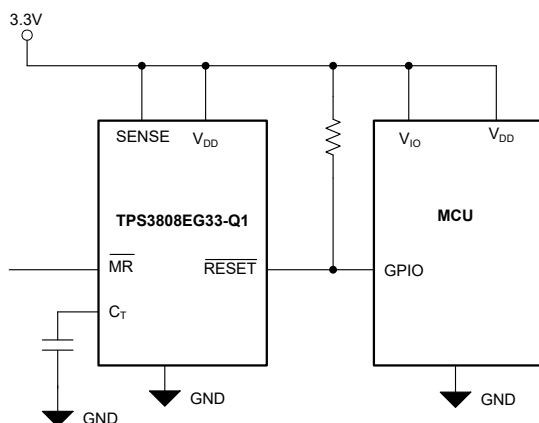 3.3V
SENSE
V_DD
V_IO
V_DD
TPS3808EG33-Q1
MCU
MR
RESET
GPIO
C_T
GND
GND
GND